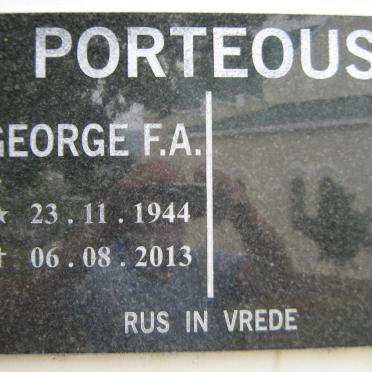 PORTEOUS
GEORGE F.A.
★ 23.11.1944
† 06.08.2013
RUS IN VREDE